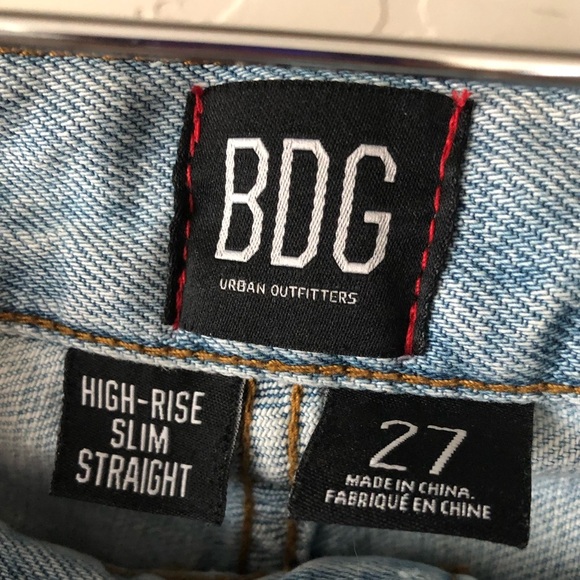 BDG
URBAN OUTFITTERS
HIGH-RISE
SLIM
STRAIGHT
27
MADE IN CHINA.
FABRIQUÉ EN CHINE